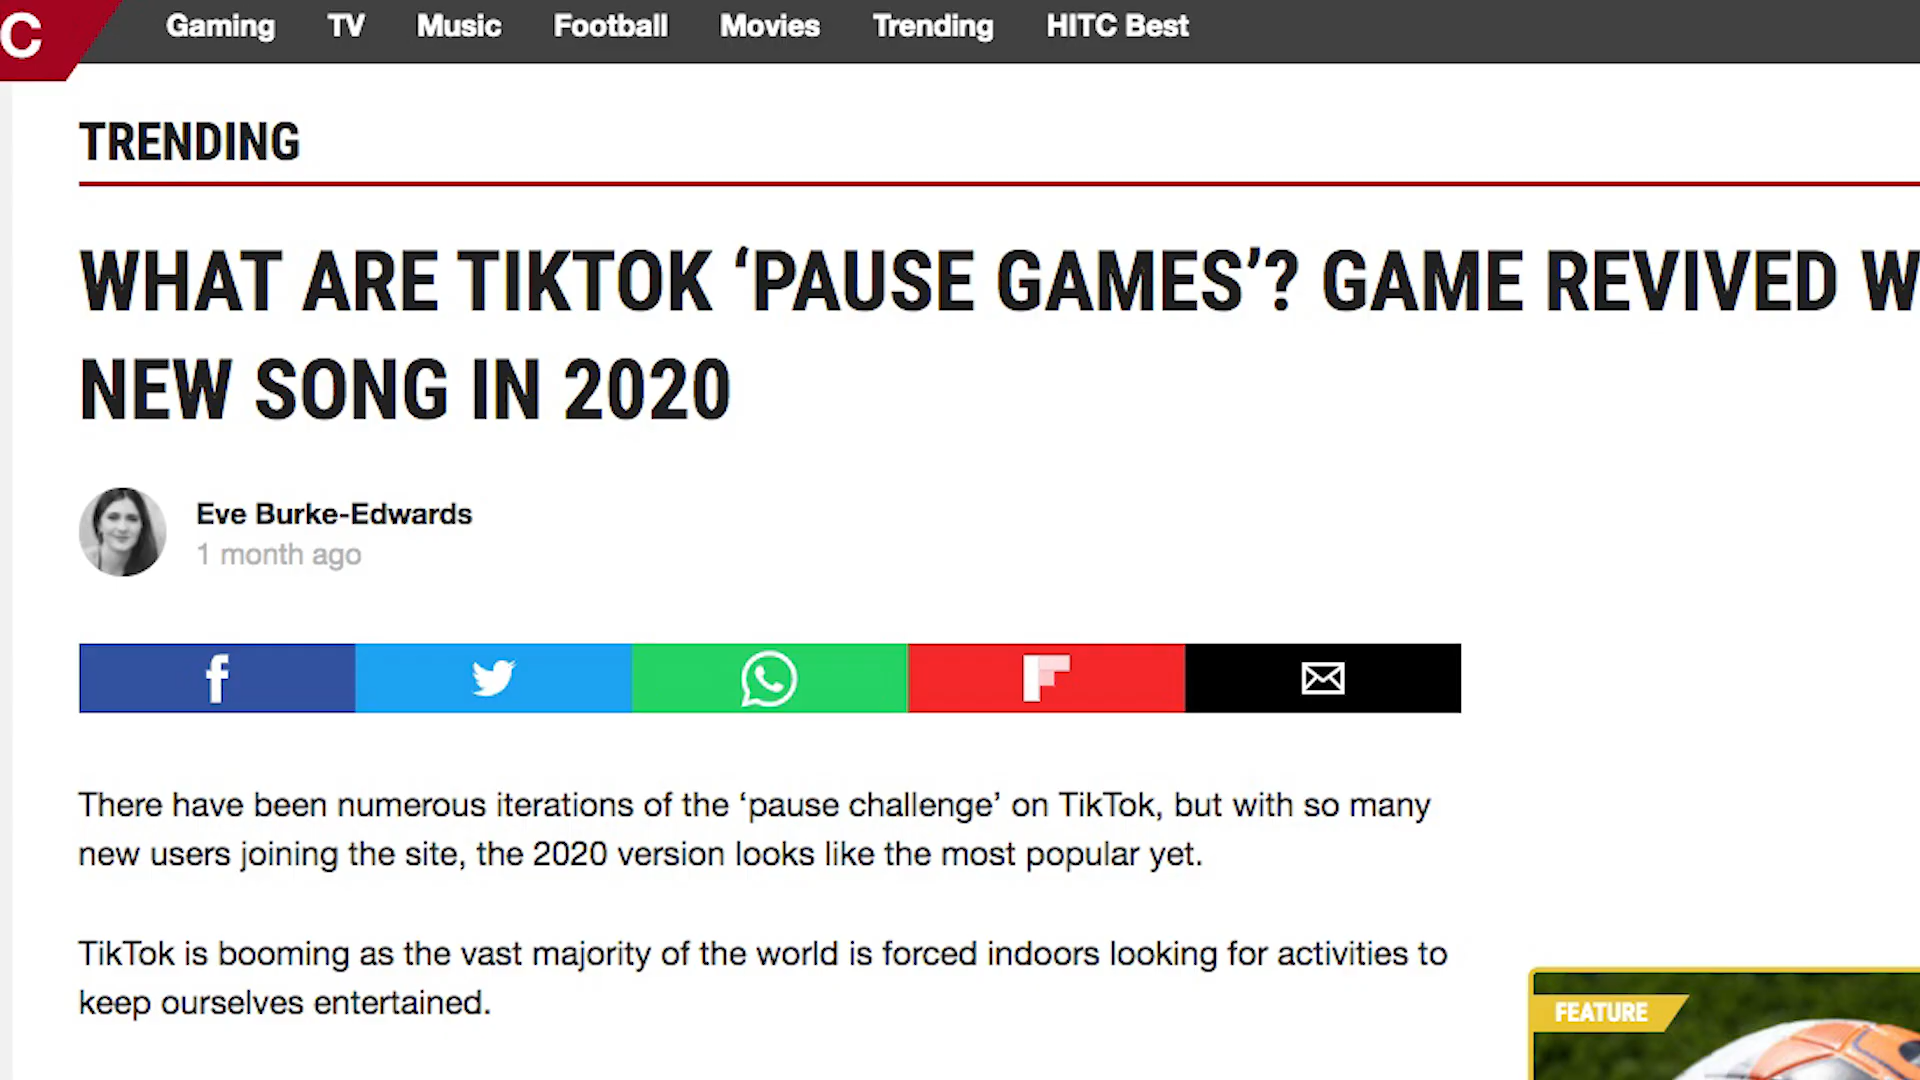 C Gaming TV Music Football Movies Trending HITC Best
TRENDING
WHAT ARE TIKTOK ‘PAUSE GAMES’? GAME REVIVED W
NEW SONG IN 2020
Eve Burke-Edwards
1 month ago
There have been numerous iterations of the ‘pause challenge’ on TikTok, but with so many
new users joining the site, the 2020 version looks like the most popular yet.
TikTok is booming as the vast majority of the world is forced indoors looking for activities to
keep ourselves entertained.
FEATURE